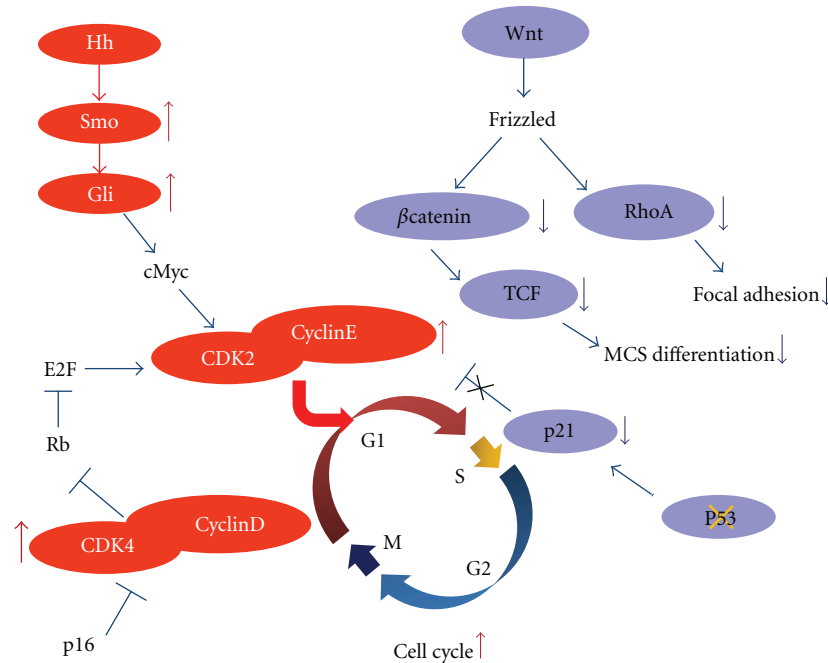 Hh
Smo
Gli
cMyc
CyclinE
CDK2
E2F
Rb
CyclinD
CDK4
p16
Wnt
Frizzled
βcatenin
RhoA
TCF
Focal adhesion
MCS differentiation
p21
P53
G1
S
G2
M
Cell cycle